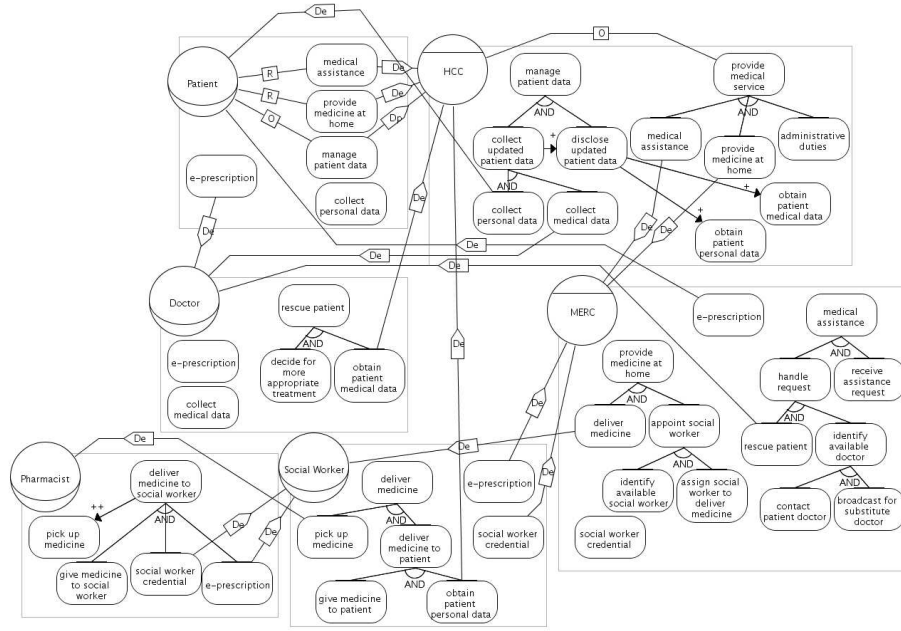 De
O
Patient
R
medical
assistance
De
HCC
R
provide
medicine at
home
De
O
Dp
manage
patient data
e-prescription
collect
personal data
De
manage
patient data
AND
collect
updated
patient data
+
disclose
updated
patient data
AND
collect
personal data
collect
medical data
provide
medical
service
AND
medical
assistance
provide
medicine at
home
administrative
duties
+
obtain
patient
medical data
+
obtain
patient
personal data
De
De
De
De
De
De
De
Doctor
rescue patient
AND
e-prescription
decide for
more
appropriate
treatment
obtain
patient
medical data
collect
medical data
De
MERC
e-prescription
medical
assistance
AND
provide
medicine at
home
AND
handle
request
receive
assistance
request
AND
deliver
medicine
appoint social
worker
rescue patient
identify
available
doctor
AND
AND
identify
available
social worker
assign social
worker to
deliver
medicine
contact
patient doctor
broadcast for
substitute
doctor
social worker
credential
De
De
De
De
Pharmacist
deliver
medicine to
social worker
++
AND
pick up
medicine
give medicine
to social
worker
social worker
credential
e-prescription
De
De
Social Worker
deliver
medicine
AND
pick up
medicine
deliver
medicine to
patient
AND
give medicine
to patient
obtain
patient
personal data
e-prescription
social worker
credential